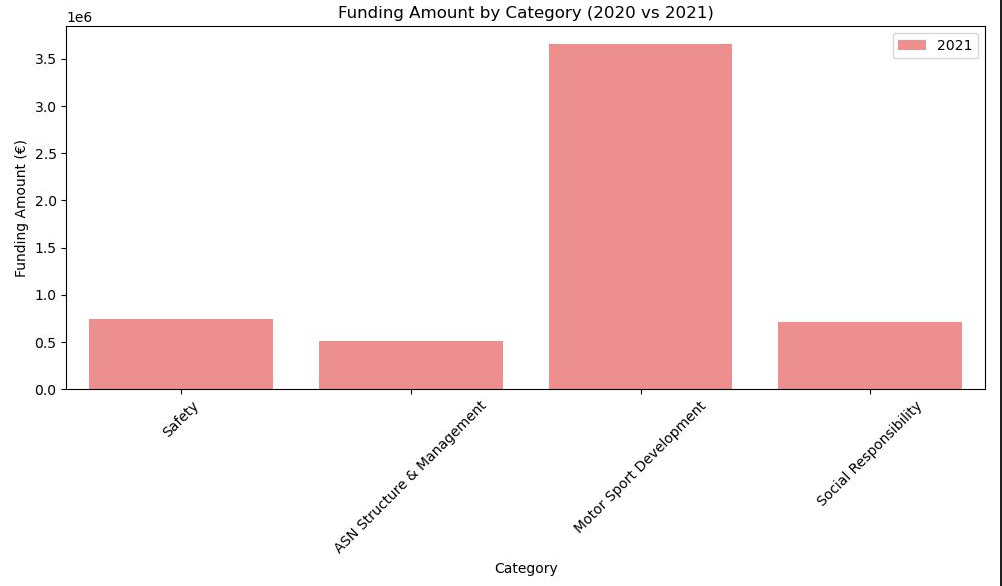 Funding Amount by Category (2020 vs 2021)
1e6
2021
3.5
3.0
2.5
2.0
1.5
1.0
0.5
0.0
Funding Amount (€)
Safety
ASN Structure & Management
Motor Sport Development
Social Responsibility
Category